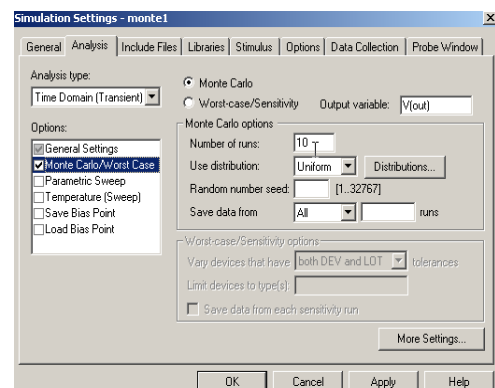 Simulation Settings - monte1
General Analysis Include Files Libraries Stimulus Options Data Collection Probe Window
Analysis type:
Time Domain (Transient)
Options:
General Settings
Monte Carlo/Worst Case
Parametric Sweep
Temperature (Sweep)
Save Bias Point
Load Bias Point
Monte Carlo
Worst-case/Sensitivity Output variable: V(out)
Monte Carlo options
Number of runs: 10
Use distribution: Uniform Distributions...
Random number seed: [1..32767]
Save data from All runs
Worst-case/Sensitivity options
Vary devices that have both DEV and LOT tolerances
Limit devices to type(s):
Save data from each sensitivity run
More Settings...
OK Cancel Apply Help